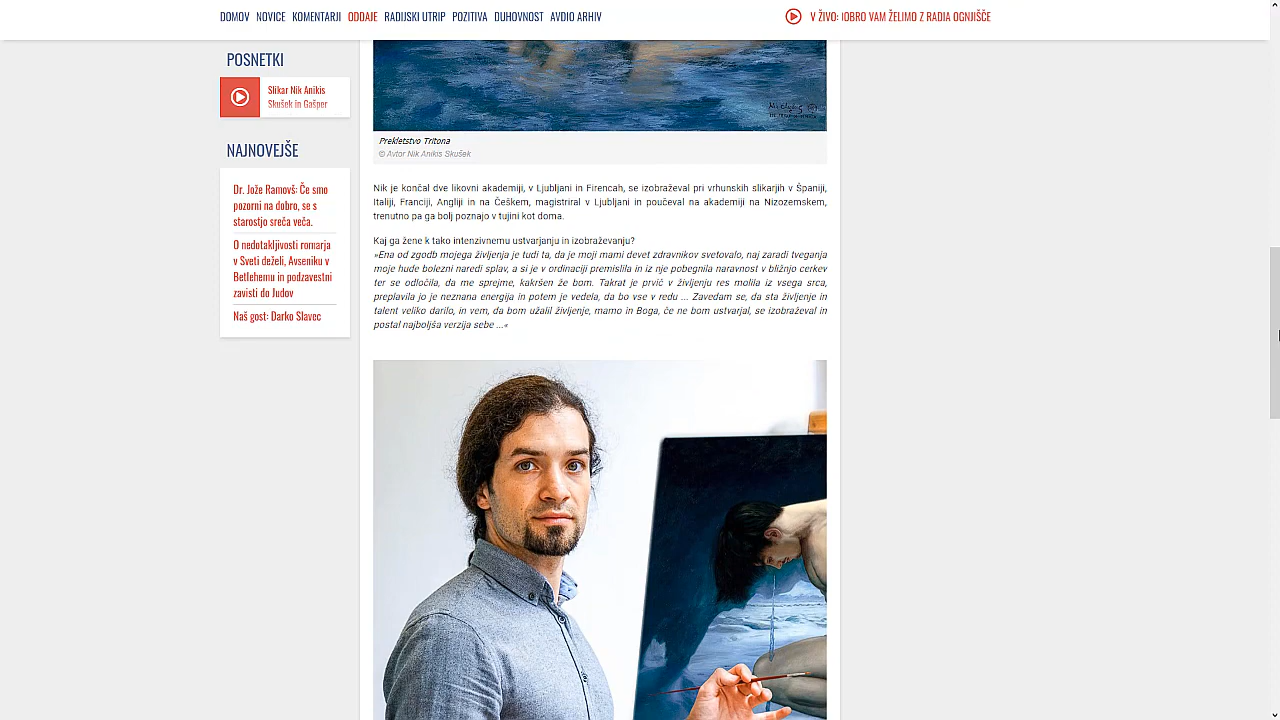 DOMOV NOVICE KOMENTARJI ODDAJE RADIJSKI UTRIP POZITIVA DUHOVNOST AVDIO ARHIV
V ŽIVO: DOBRO VAM ŽELIMO Z RADIA OGNJIŠČE
POSNETKI
Slikar Nik Anikis
Skušek in Gašper
NAJNOVEJŠE
Dr. Jože Ramovš: Če smo
pozorni na dobro, se s
starostjo sreča veča.
O nedotakljivosti romarja
v Sveti deželi, Avseniku v
Betlehemu in podzavestni
zavisti do Judov
Naš gost: Darko Slavec
Prekletstvo Tritona
© Avtor Nik Anikis Skušek
Nik je končal dve likovni akademiji, v Ljubljani in Firencah, se izobraževal pri vrhunskih slikarjih v Španiji,
Italiji, Franciji, Angliji in na Češkem, magistriral v Ljubljani in poučeval na akademiji na Nizozemskem,
trenutno pa ga bolj poznajo v tujini kot doma.
Kaj ga žene k tako intenzivnemu ustvarjanju in izobraževanju?
»Ena od zgodb mojega življenja je tudi ta, da je moji mami devet zdravnikov svetovalo, naj zaradi tveganja
moje hude bolezni naredi splav, a si je v ordinaciji premislila in iz nje pobegnila naravnost v bližnjo cerkev
ter se odločila, da me sprejme, kakršen že bom. Takrat je prvič v življenju res molila iz vsega srca,
preplavila jo je neznana energija in potem je vedela, da bo vse v redu ... Zavedam se, da sta življenje in
talent veliko darilo, in vem, da bom užalil življenje, mamo in Boga, če ne bom ustvarjal, se izobraževal in
postal najboljša verzija sebe ...«